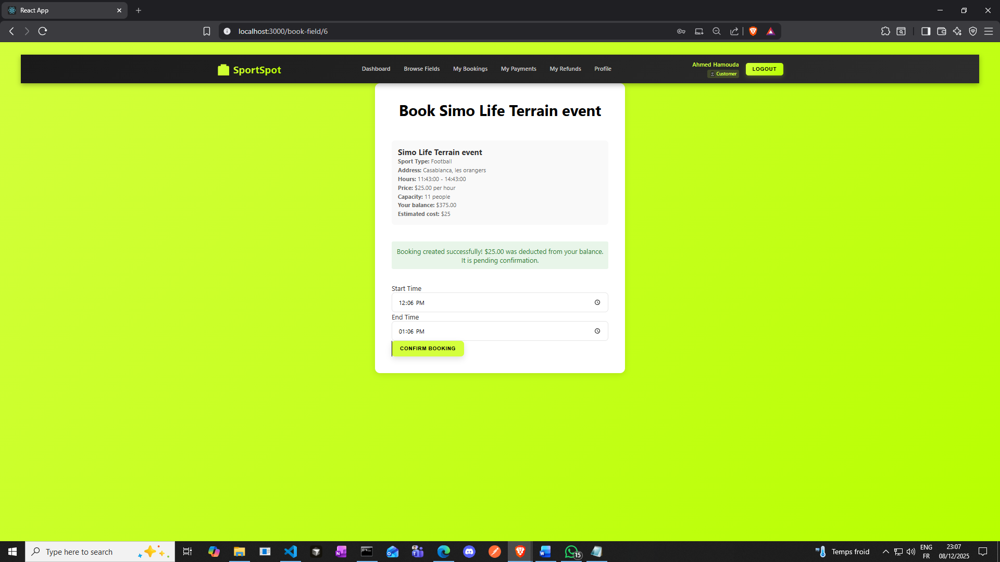 React App
localhost:3000/book-field/6
SportSpot
Dashboard
Browse Fields
My Bookings
My Payments
My Refunds
Profile
Ahmed Hamouda
Customer
LOGOUT
Book Simo Life Terrain event
Simo Life Terrain event
Sport Type: Football
Address: Casablanca, les orangers
Hours: 11:43:00 - 14:43:00
Price: $25.00 per hour
Capacity: 11 people
Your balance: $375.00
Estimated cost: $25
Booking created successfully! $25.00 was deducted from your balance.
It is pending confirmation.
Start Time
12:06 PM
End Time
01:06 PM
CONFIRM BOOKING
Type here to search
15
Temps froid
ENG
FR
23:07
08/12/2025